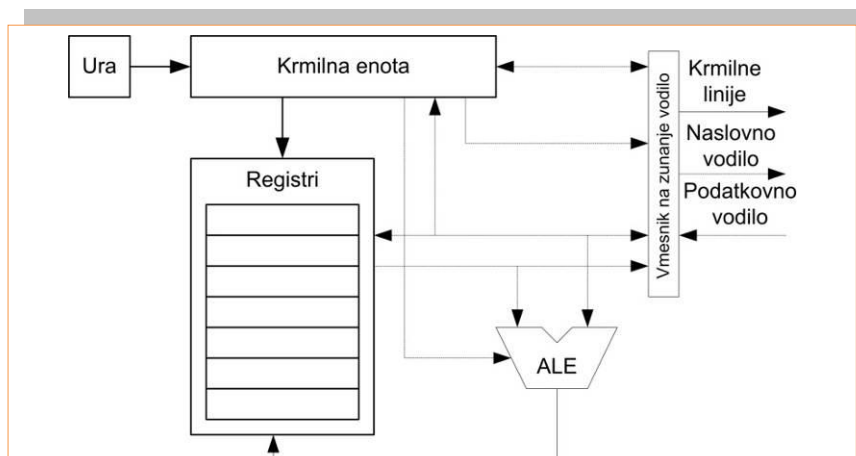 Ura
Krmilna enota
Registri
Vmesnik na zunanje vodilo
Krmilne
linije
Naslovno
vodilo
Podatkovno
vodilo
ALE